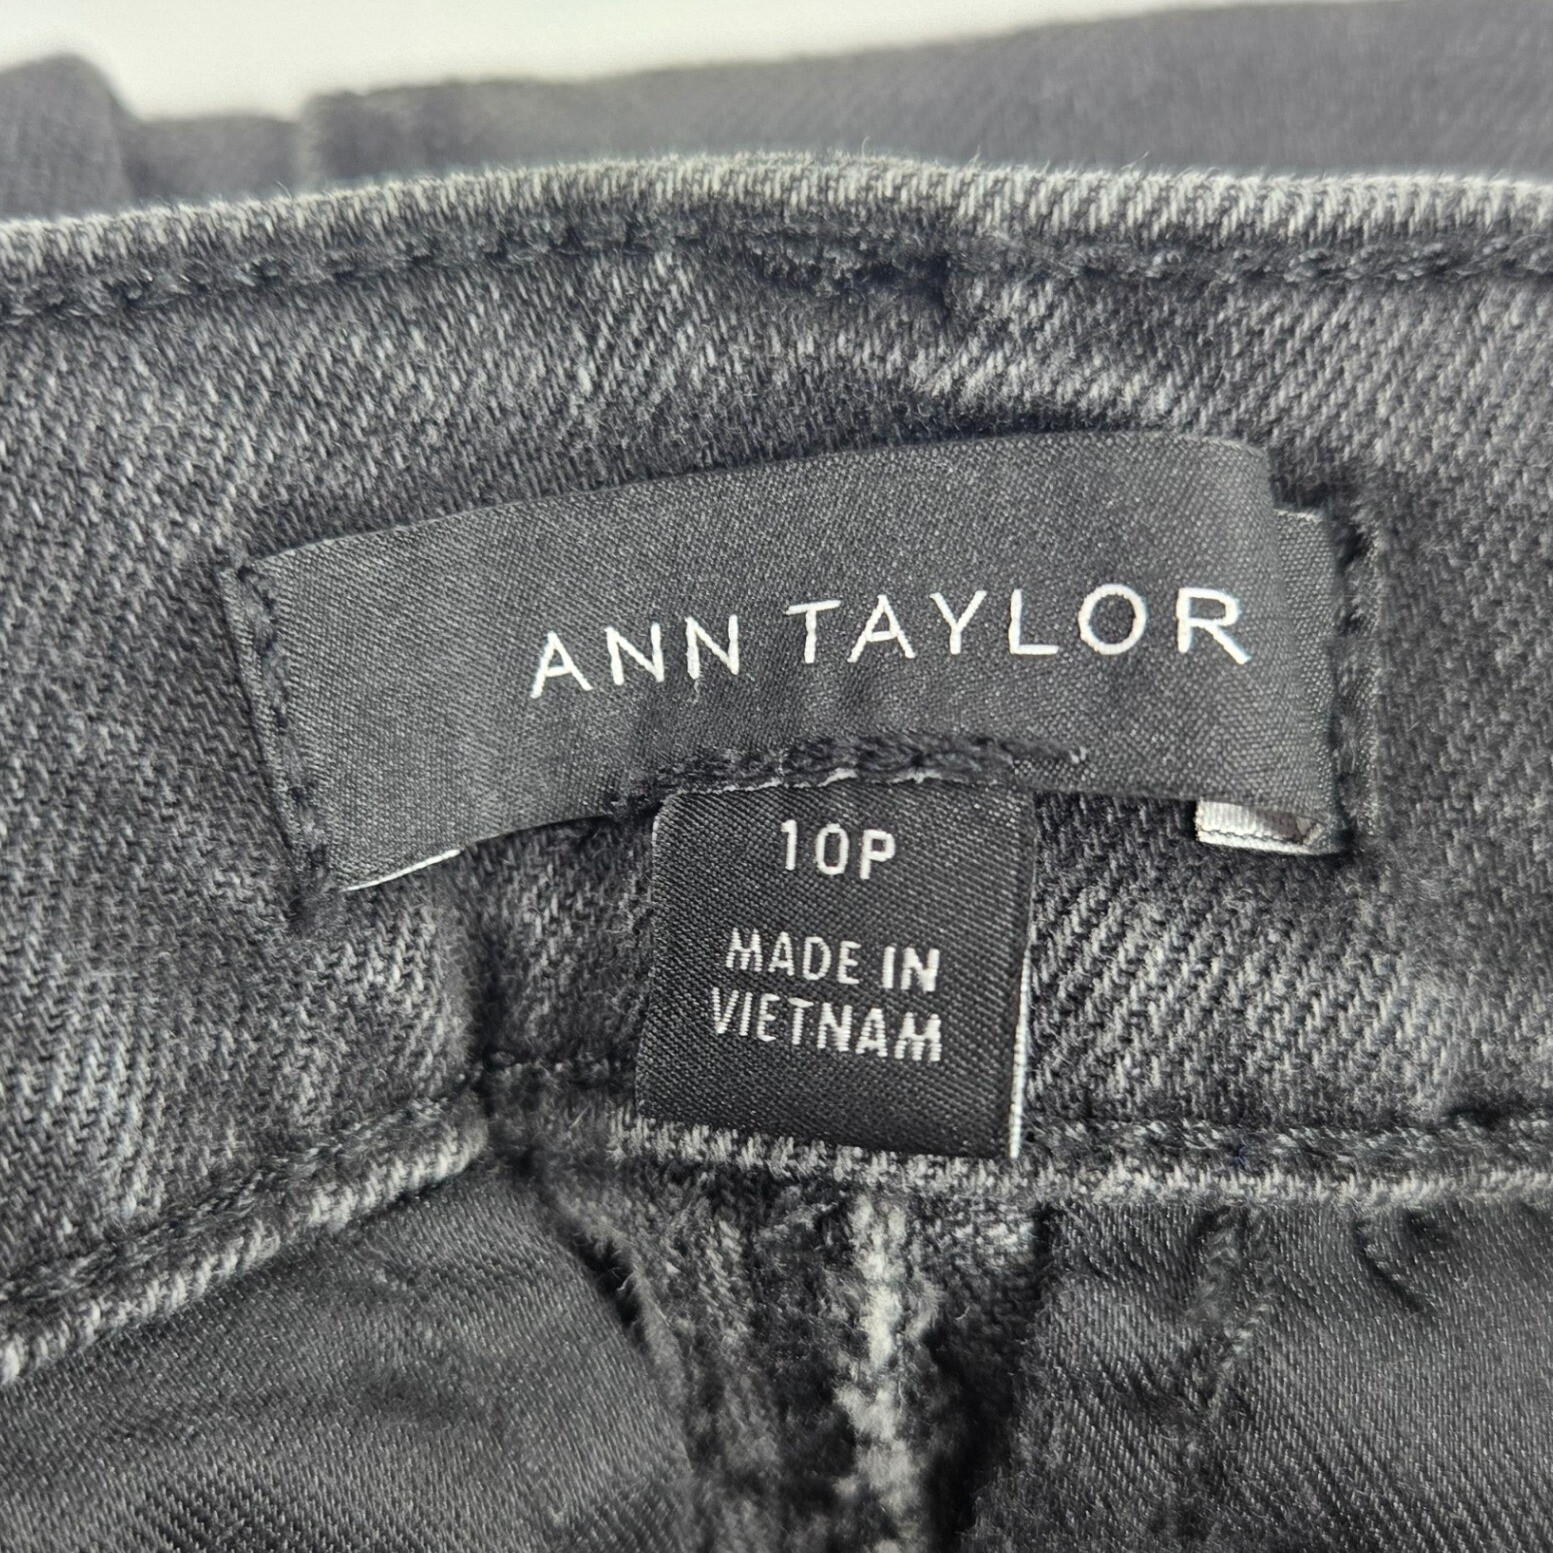 ANN TAYLOR
10P
MADE IN
VIETNAM